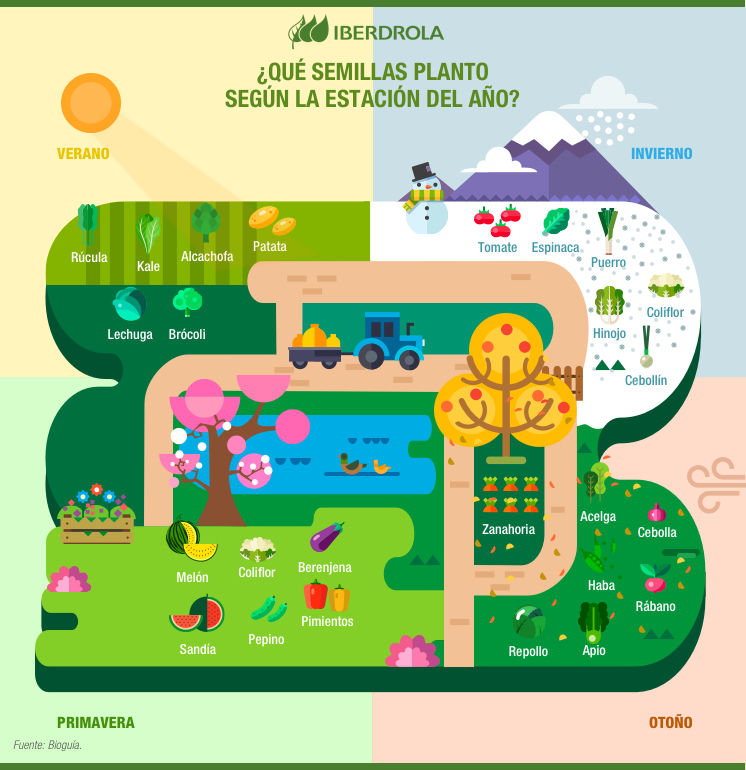 IBERDROLA
¿QUÉ SEMILLAS PLANTO
SEGÚN LA ESTACIÓN DEL AÑO?
VERANO
Rúcula
Kale
Alcachofa
Patata
Lechuga
Brócoli
INVIERNO
Tomate
Espinaca
Puerro
Coliflor
Hinojo
Cebollín
Melón
Coliflor
Berenjena
Sandía
Pepino
Pimientos
PRIMAVERA
Zanahoria
Acelga
Cebolla
Haba
Rábano
Repollo
Apio
OTOÑO
Fuente: Bioguía.